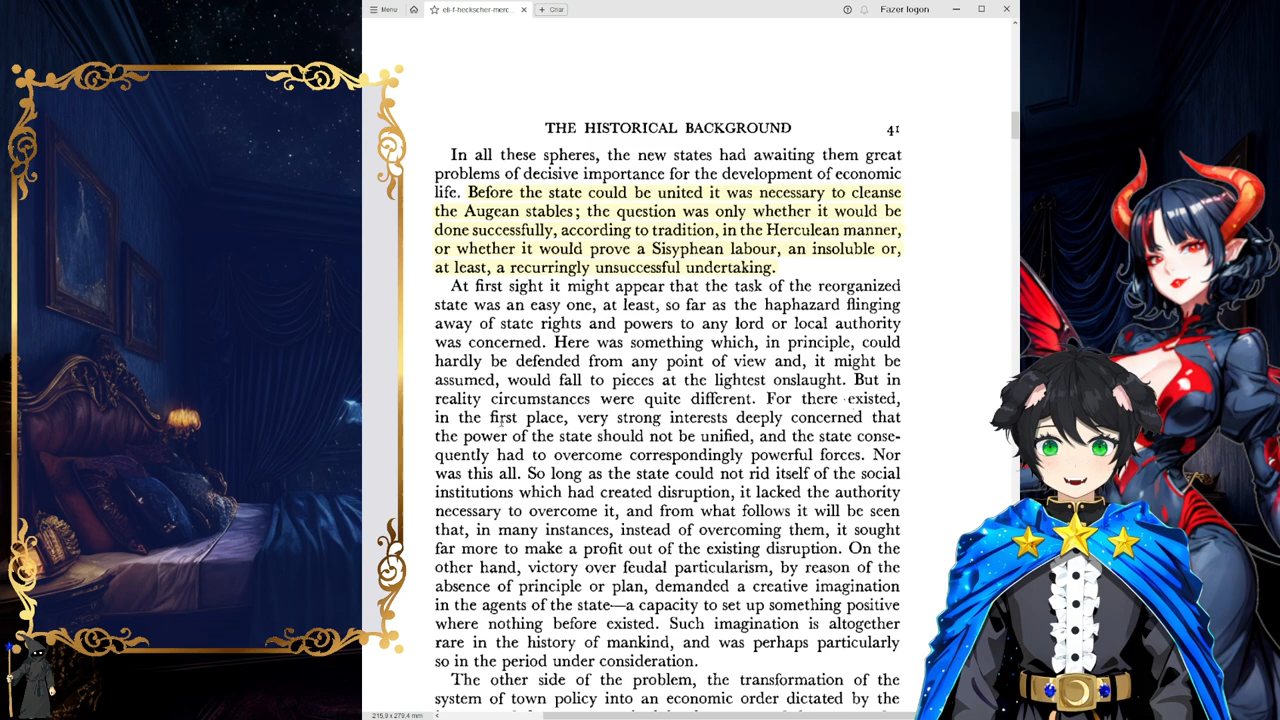 Menu
eli-f-heckscher-merc...
+ Criar
Fazer logon
THE HISTORICAL BACKGROUND 41
In all these spheres, the new states had awaiting them great
problems of decisive importance for the development of economic
life. Before the state could be united it was necessary to cleanse
the Augean stables; the question was only whether it would be
done successfully, according to tradition, in the Herculean manner,
or whether it would prove a Sisyphean labour, an insoluble or,
at least, a recurringly unsuccessful undertaking.
At first sight it might appear that the task of the reorganized
state was an easy one, at least, so far as the haphazard flinging
away of state rights and powers to any lord or local authority
was concerned. Here was something which, in principle, could
hardly be defended from any point of view and, it might be
assumed, would fall to pieces at the lightest onslaught. But in
reality circumstances were quite different. For there existed,
in the first place, very strong interests deeply concerned that
the power of the state should not be unified, and the state conse-
quently had to overcome correspondingly powerful forces. Nor
was this all. So long as the state could not rid itself of the social
institutions which had created disruption, it lacked the authority
necessary to overcome it, and from what follows it will be seen
that, in many instances, instead of overcoming them, it sought
far more to make a profit out of the existing disruption. On the
other hand, victory over feudal particularism, by reason of the
absence of principle or plan, demanded a creative imagination
in the agents of the state—a capacity to set up something positive
where nothing before existed. Such imagination is altogether
rare in the history of mankind, and was perhaps particularly
so in the period under consideration.
The other side of the problem, the transformation of the
system of town policy into an economic order dictated by the
215,9 x 279,4 mm